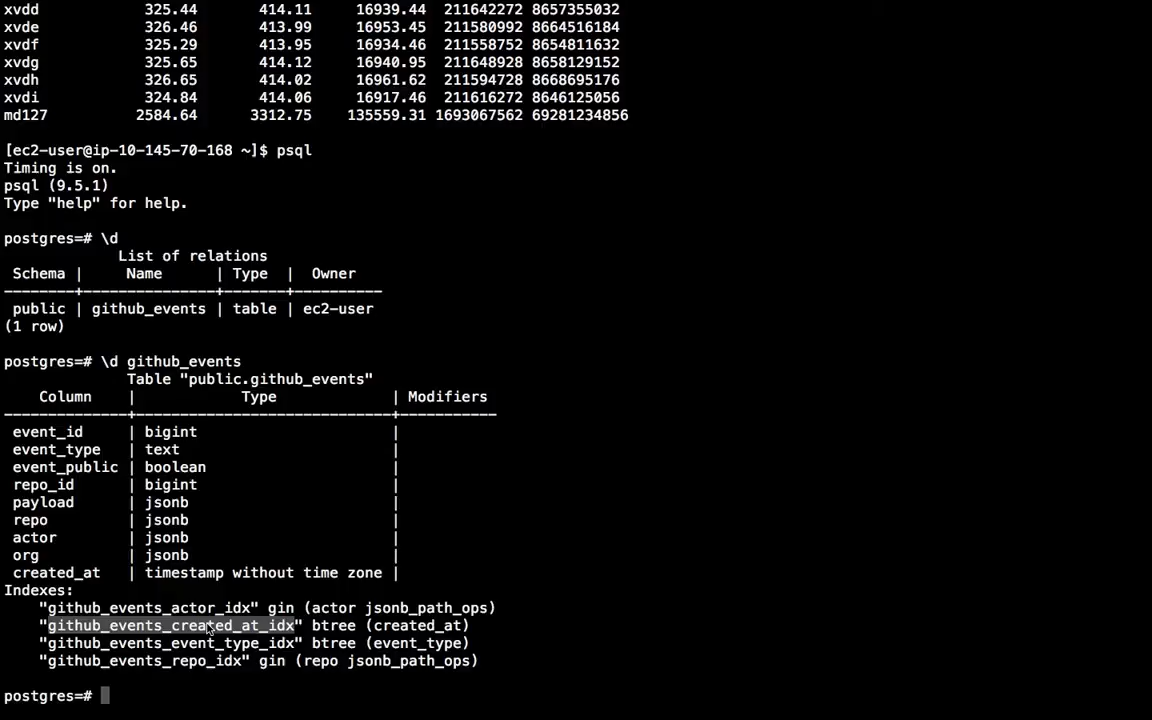 xvdd 325.44 414.11 16939.44 211642272 8657355032
xvde 326.46 413.99 16953.45 211580992 8664516184
xvdf 325.29 413.95 16934.46 211558752 8654811632
xvdg 325.65 414.12 16940.95 211648928 8658129152
xvdh 326.65 414.02 16961.62 211594728 8668695176
xvdi 324.84 414.06 16917.46 211616272 8646125056
md127 2584.64 3312.75 135559.31 1693067562 69281234856
[ec2-user@ip-10-145-70-168 ~]$ psql
Timing is on.
psql (9.5.1)
Type "help" for help.
postgres=# \d
List of relations
Schema | Name | Type | Owner
--------+---------------+-------+----------
public | github_events | table | ec2-user
(1 row)
postgres=# \d github_events
Table "public.github_events"
Column | Type | Modifiers
--------------+-----------------------------+-----------
event_id | bigint |
event_type | text |
event_public | boolean |
repo_id | bigint |
payload | jsonb |
repo | jsonb |
actor | jsonb |
org | jsonb |
created_at | timestamp without time zone |
Indexes:
"github_events_actor_idx" gin (actor jsonb_path_ops)
"github_events_created_at_idx" btree (created_at)
"github_events_event_type_idx" btree (event_type)
"github_events_repo_idx" gin (repo jsonb_path_ops)
postgres=#